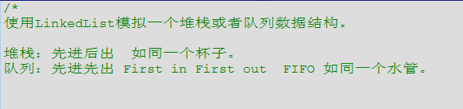 /*
使用LinkedList模拟一个堆栈或者队列数据结构。
堆栈：先进后出  如同一个杯子。
队列：先进先出 First in First out  FIFO 如同一个水管。